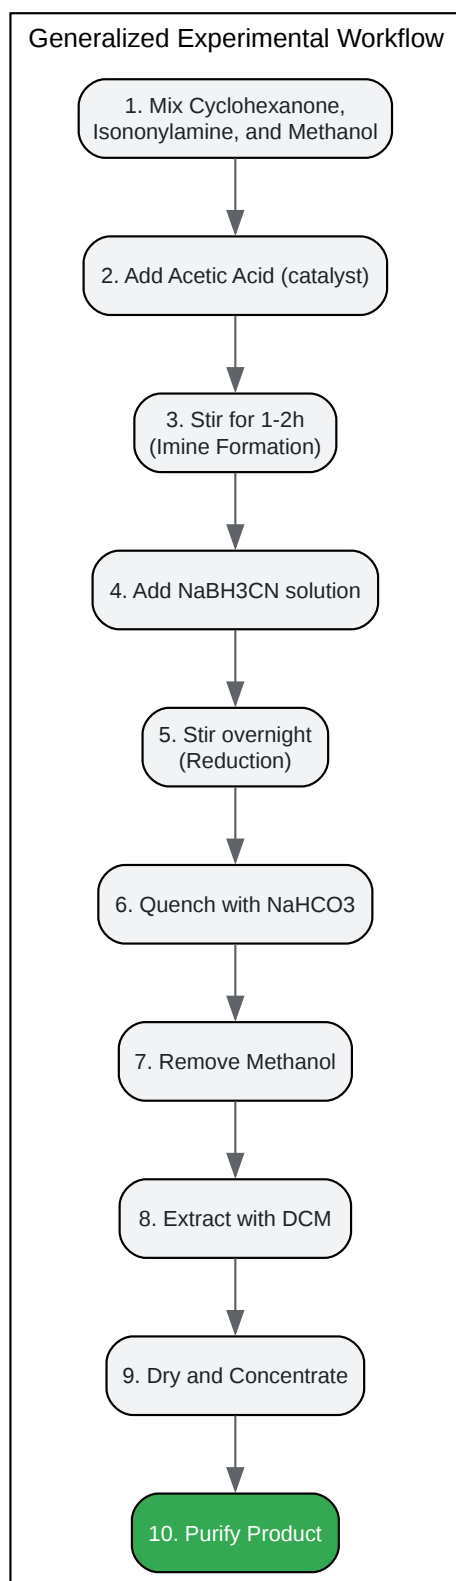 Generalized Experimental Workflow
1. Mix Cyclohexanone,
Isononylamine, and Methanol
2. Add Acetic Acid (catalyst)
3. Stir for 1-2h
(Imine Formation)
4. Add NaBH3CN solution
5. Stir overnight
(Reduction)
6. Quench with NaHCO3
7. Remove Methanol
8. Extract with DCM
9. Dry and Concentrate
10. Purify Product